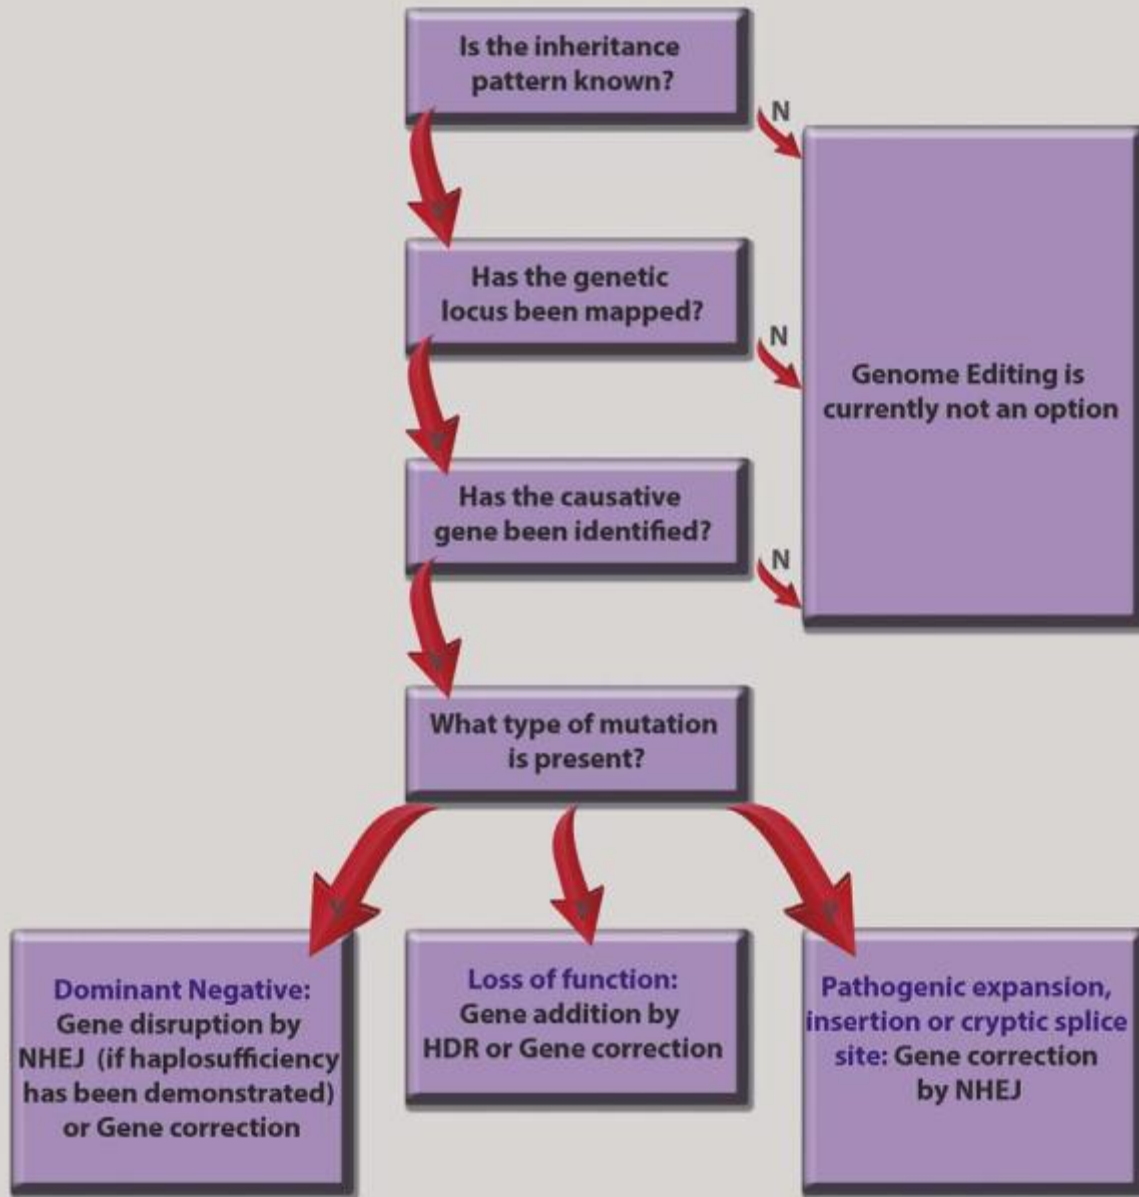 Is the inheritance
pattern known?
N
Y
Has the genetic
locus been mapped?
N
Y
Has the causative
gene been identified?
N
Y
Genome Editing is
currently not an option
What type of mutation
is present?
Y
Y
Y
Dominant Negative:
Gene disruption by
NHEJ (if haplosufficiency
has been demonstrated)
or Gene correction
Loss of function:
Gene addition by
HDR or Gene correction
Pathogenic expansion,
insertion or cryptic splice
site: Gene correction
by NHEJ